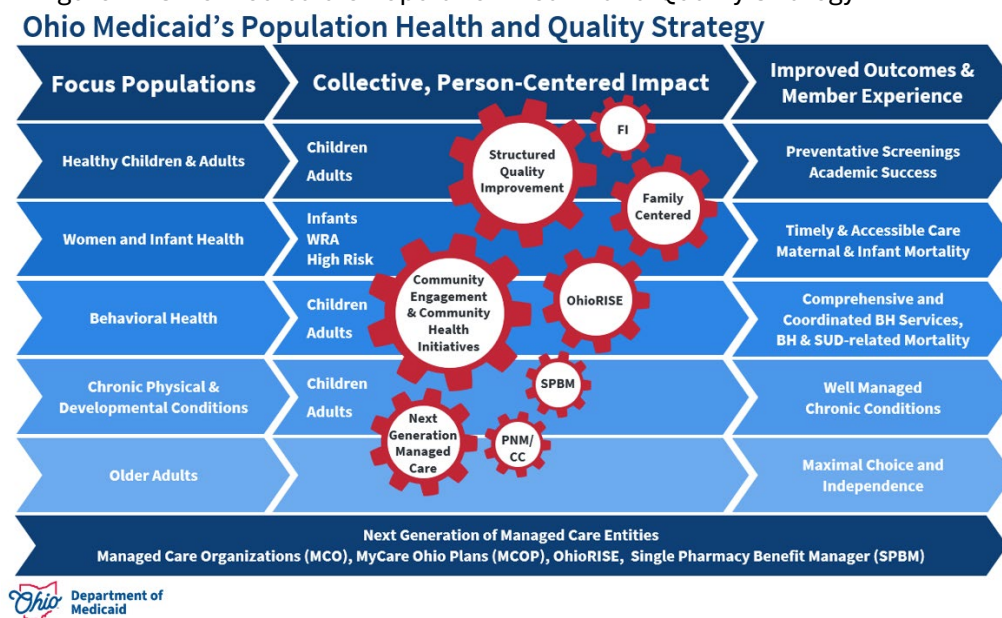 Ohio Medicaid's Population Health and Quality Strategy
Focus Populations
Collective, Person-Centered Impact
Improved Outcomes &
Member Experience
Healthy Children & Adults
Children
Adults
Preventative Screenings
Academic Success
Women and Infant Health
Infants
WRA
High Risk
Timely & Accessible Care
Maternal & Infant Mortality
Behavioral Health
Children
Adults
Comprehensive and
Coordinated BH Services,
BH & SUD-related Mortality
Chronic Physical &
Developmental Conditions
Children
Adults
Well Managed
Chronic Conditions
Older Adults
Maximal Choice and
Independence
Structured
Quality
Improvement
FI
Family
Centered
Community
Engagement
& Community
Health
Initiatives
OhioRISE
SPBM
Next
Generation
Managed
Care
PNM/
CC
Next Generation of Managed Care Entities
Managed Care Organizations (MCO), MyCare Ohio Plans (MCOP), OhioRISE, Single Pharmacy Benefit Manager (SPBM)
Ohio
Department of
Medicaid